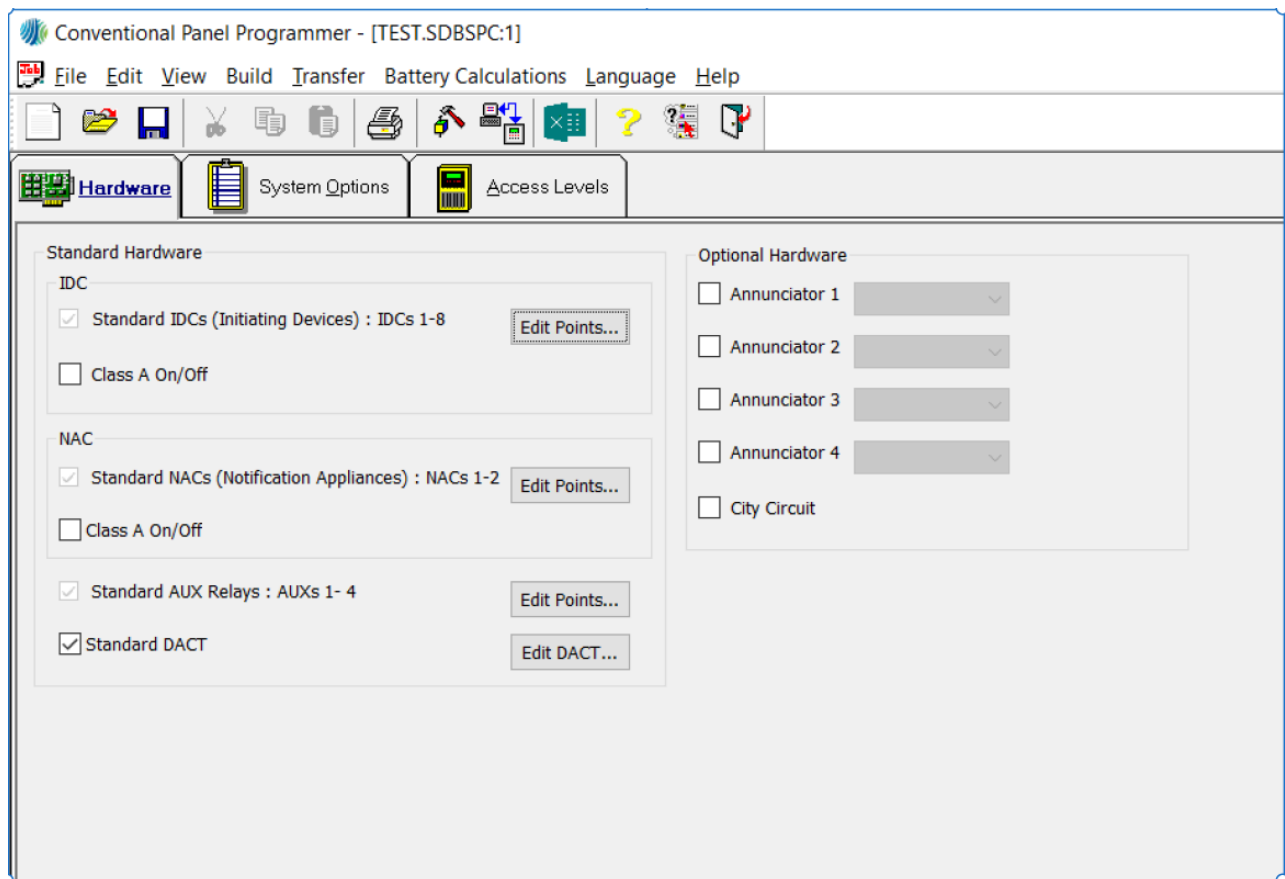 Conventional Panel Programmer - [TEST.SDBSPC:1]
Job File Edit View Build Transfer Battery Calculations Language Help
Hardware System Options Access Levels
Standard Hardware
IDC
Standard IDCs (Initiating Devices) : IDCs 1-8 Edit Points...
Class A On/Off
NAC
Standard NACs (Notification Appliances) : NACs 1-2 Edit Points...
Class A On/Off
Standard AUX Relays : AUXs 1- 4 Edit Points...
Standard DACT Edit DACT...
Optional Hardware
Annunciator 1
Annunciator 2
Annunciator 3
Annunciator 4
City Circuit